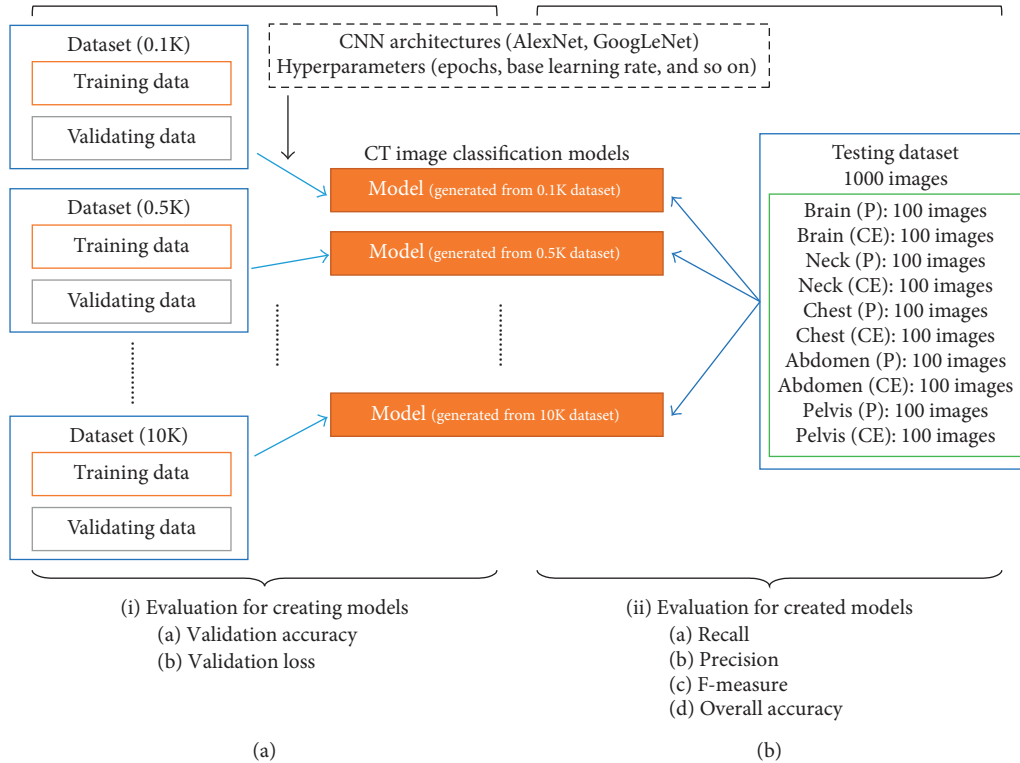 Dataset (0.1K)
Training data
Validating data
CNN architectures (AlexNet, GoogLeNet)
Hyperparameters (epochs, base learning rate, and so on)
CT image classification models
Model (generated from 0.1K dataset)
Dataset (0.5K)
Training data
Validating data
Model (generated from 0.5K dataset)
Dataset (10K)
Training data
Validating data
Model (generated from 10K dataset)
Testing dataset
1000 images
Brain (P): 100 images
Brain (CE): 100 images
Neck (P): 100 images
Neck (CE): 100 images
Chest (P): 100 images
Chest (CE): 100 images
Abdomen (P): 100 images
Abdomen (CE): 100 images
Pelvis (P): 100 images
Pelvis (CE): 100 images
(i) Evaluation for creating models
(a) Validation accuracy
(b) Validation loss
(a)
(ii) Evaluation for created models
(a) Recall
(b) Precision
(c) F-measure
(d) Overall accuracy
(b)